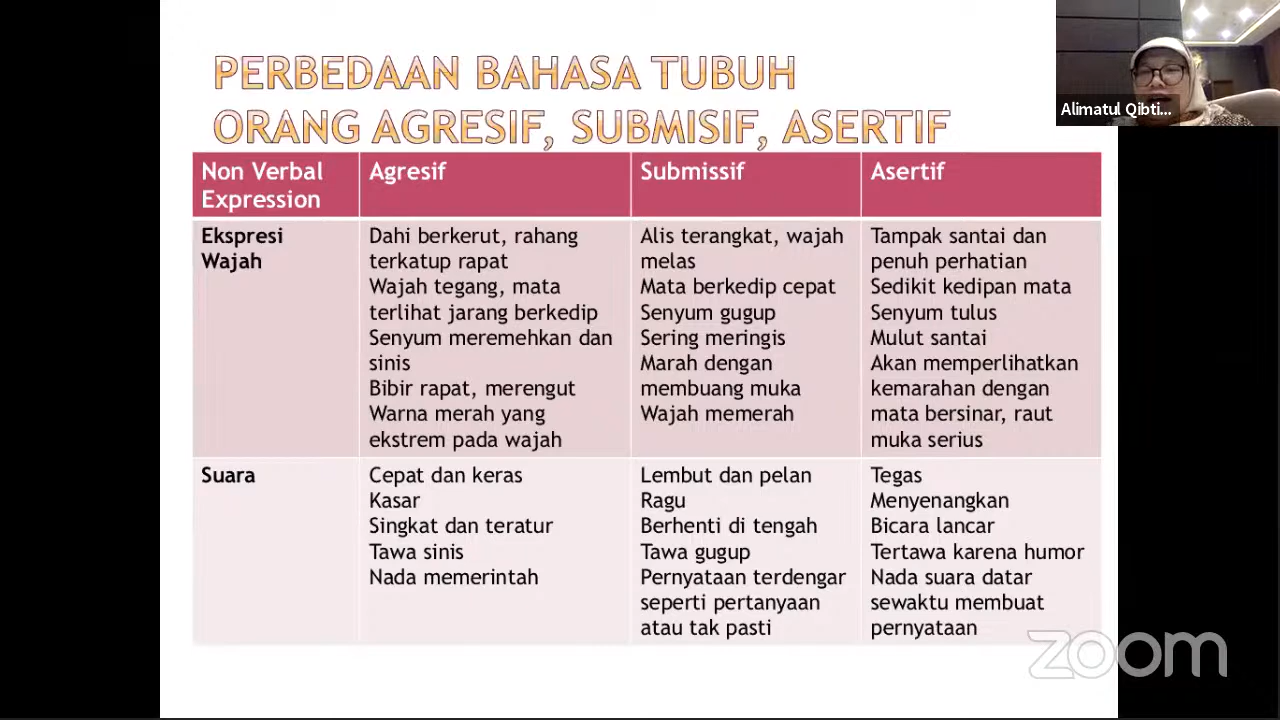 PERBEDAAN BAHASA TUBUH
ORANG AGRESIF, SUBMISIF, ASERTIF
Alimatul Qibti...
Non Verbal
Expression
Agresif
Submissif
Asertif
Ekspresi
Wajah
Dahi berkerut, rahang
terkatup rapat
Wajah tegang, mata
terlihat jarang berkedip
Senyum meremehkan dan
sinis
Bibir rapat, merengut
Warna merah yang
ekstrem pada wajah
Alis terangkat, wajah
melas
Mata berkedip cepat
Senyum gugup
Sering meringis
Marah dengan
membuang muka
Wajah memerah
Tampak santai dan
penuh perhatian
Sedikit kedipan mata
Senyum tulus
Mulut santai
Akan memperlihatkan
kemarahan dengan
mata bersinar, raut
muka serius
Suara
Cepat dan keras
Kasar
Singkat dan teratur
Tawa sinis
Nada memerintah
Lembut dan pelan
Ragu
Berhenti di tengah
Tawa gugup
Pernyataan terdengar
seperti pertanyaan
atau tak pasti
Tegas
Menyenangkan
Bicara lancar
Tertawa karena humor
Nada suara datar
sewaktu membuat
pernyataan
zoom